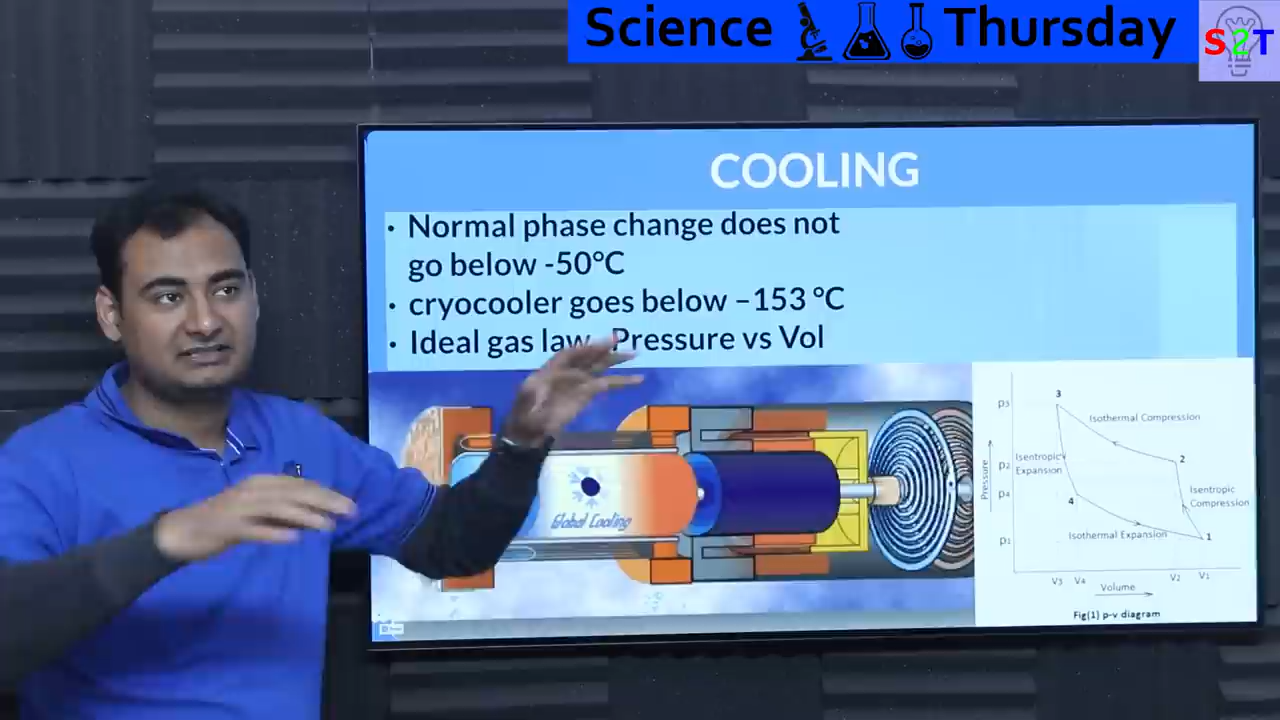 Science Thursday
S2T
COOLING
• Normal phase change does not
go below -50°C
• cryocooler goes below –153 °C
• Ideal gas law Pressure vs Vol
Global Cooling
3
p3
Isothermal Compression
Isentropic
Expansion
p2
2
Pressure
p4
4
Isentropic
Compression
p1
Isothermal Expansion
1
V3 V4 V2 V1
Volume
Fig(1) p-v diagram